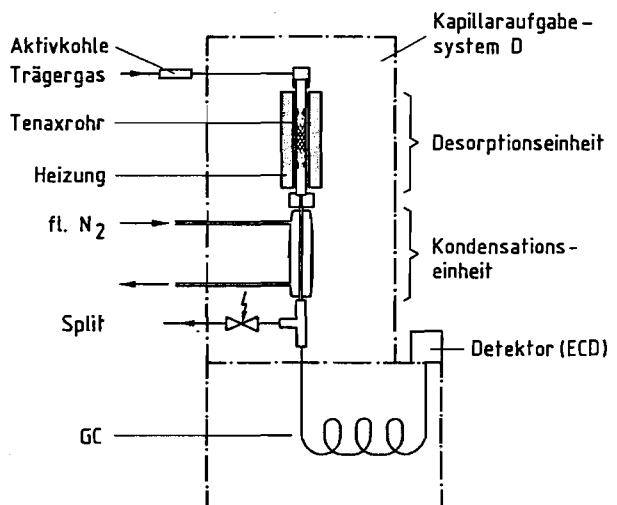 Kapillaraufgabe-
system D
Aktivkohle
Trägergas
Tenaxrohr
Desorptionseinheit
Heizung
fl. N2
Kondensations-
einheit
Split
Detektor (ECD)
GC